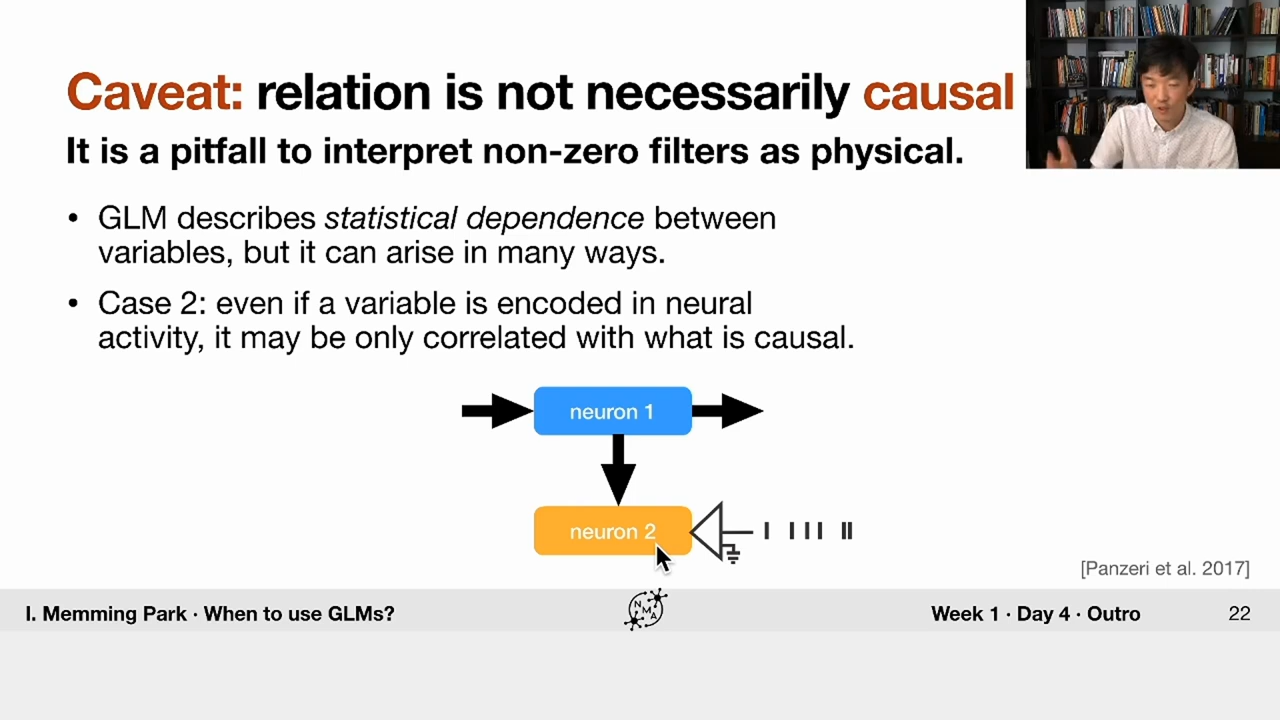 Caveat: relation is not necessarily causal
It is a pitfall to interpret non-zero filters as physical.
• GLM describes statistical dependence between
variables, but it can arise in many ways.
• Case 2: even if a variable is encoded in neural
activity, it may be only correlated with what is causal.
neuron 1
neuron 2
[Panzeri et al. 2017]
I. Memming Park · When to use GLMs?
NMA
Week 1 · Day 4 · Outro
22